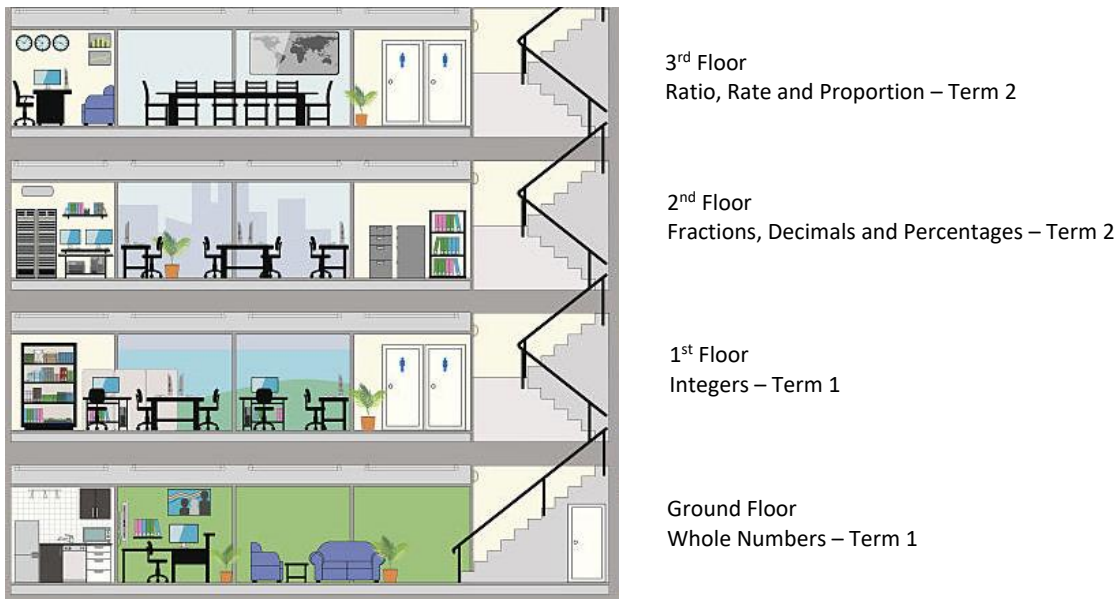 3rd Floor
Ratio, Rate and Proportion – Term 2
2nd Floor
Fractions, Decimals and Percentages – Term 2
1st Floor
Integers – Term 1
Ground Floor
Whole Numbers – Term 1